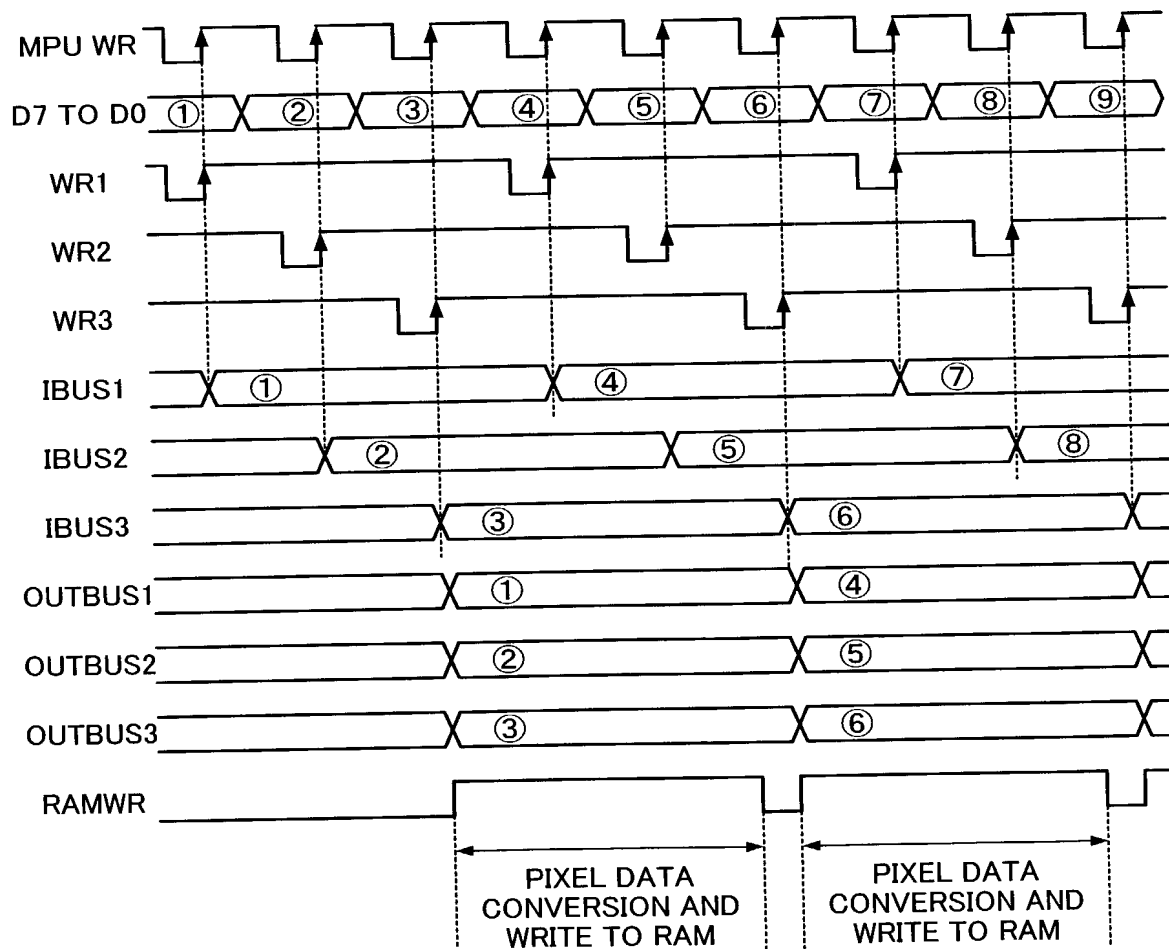 MPU WR
D7 TO D0 ① ② ③ ④ ⑤ ⑥ ⑦ ⑧ ⑨
WR1
WR2
WR3
IBUS1 ① ④ ⑦
IBUS2 ② ⑤ ⑧
IBUS3 ③ ⑥
OUTBUS1 ① ④
OUTBUS2 ② ⑤
OUTBUS3 ③ ⑥
RAMWR
PIXEL DATA
CONVERSION AND
WRITE TO RAM
PIXEL DATA
CONVERSION AND
WRITE TO RAM